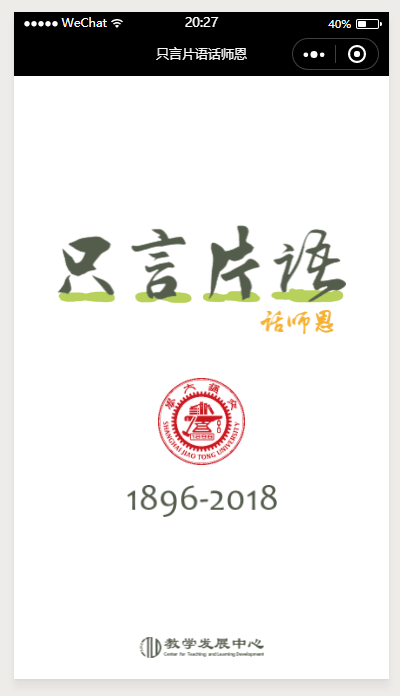 WeChat 20:27 40%
只言片语话师恩
只言片语
话师恩
交通大学
SHANGHAI JIAO TONG UNIVERSITY
1896
1896-2018
教学发展中心
Center for Teaching and Learning Development